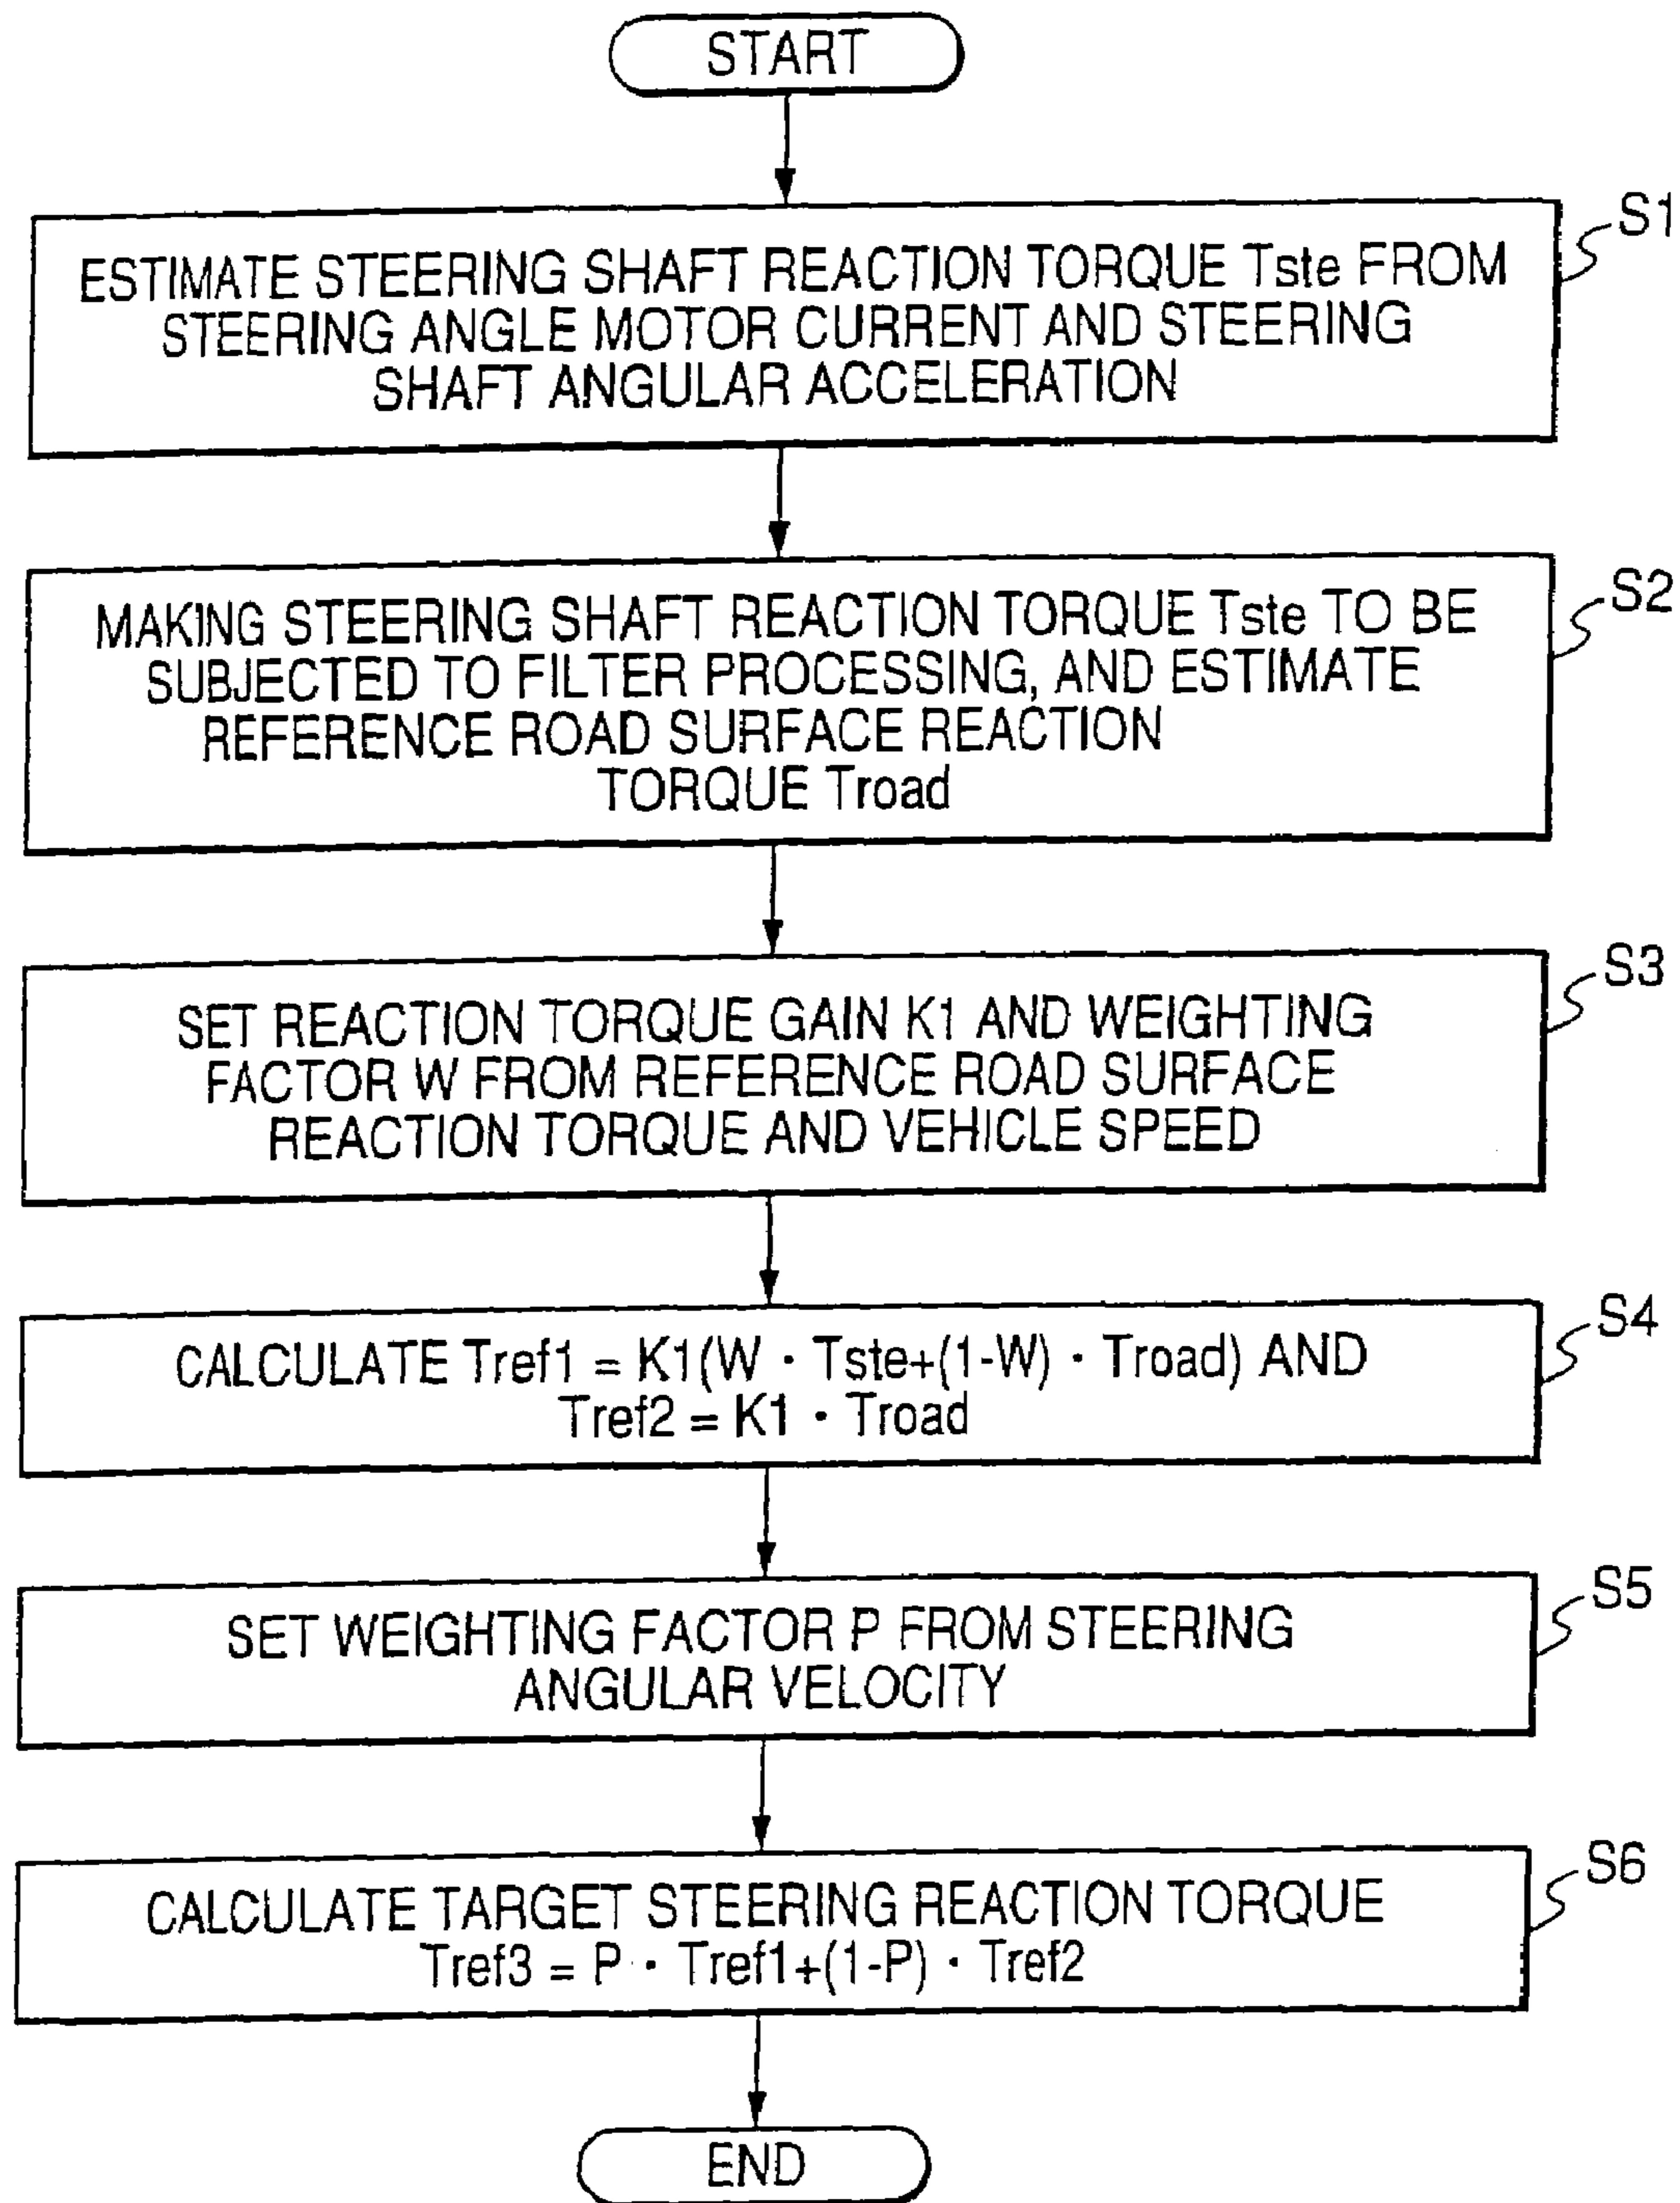 START
S1
ESTIMATE STEERING SHAFT REACTION TORQUE Tste FROM
STEERING ANGLE MOTOR CURRENT AND STEERING
SHAFT ANGULAR ACCELERATION
S2
MAKING STEERING SHAFT REACTION TORQUE Tste TO BE
SUBJECTED TO FILTER PROCESSING, AND ESTIMATE
REFERENCE ROAD SURFACE REACTION
TORQUE Troad
S3
SET REACTION TORQUE GAIN K1 AND WEIGHTING
FACTOR W FROM REFERENCE ROAD SURFACE
REACTION TORQUE AND VEHICLE SPEED
S4
CALCULATE Tref1 = K1(W · Tste+(1-W) · Troad) AND
Tref2 = K1 · Troad
S5
SET WEIGHTING FACTOR P FROM STEERING
ANGULAR VELOCITY
S6
CALCULATE TARGET STEERING REACTION TORQUE
Tref3 = P · Tref1+(1-P) · Tref2
END